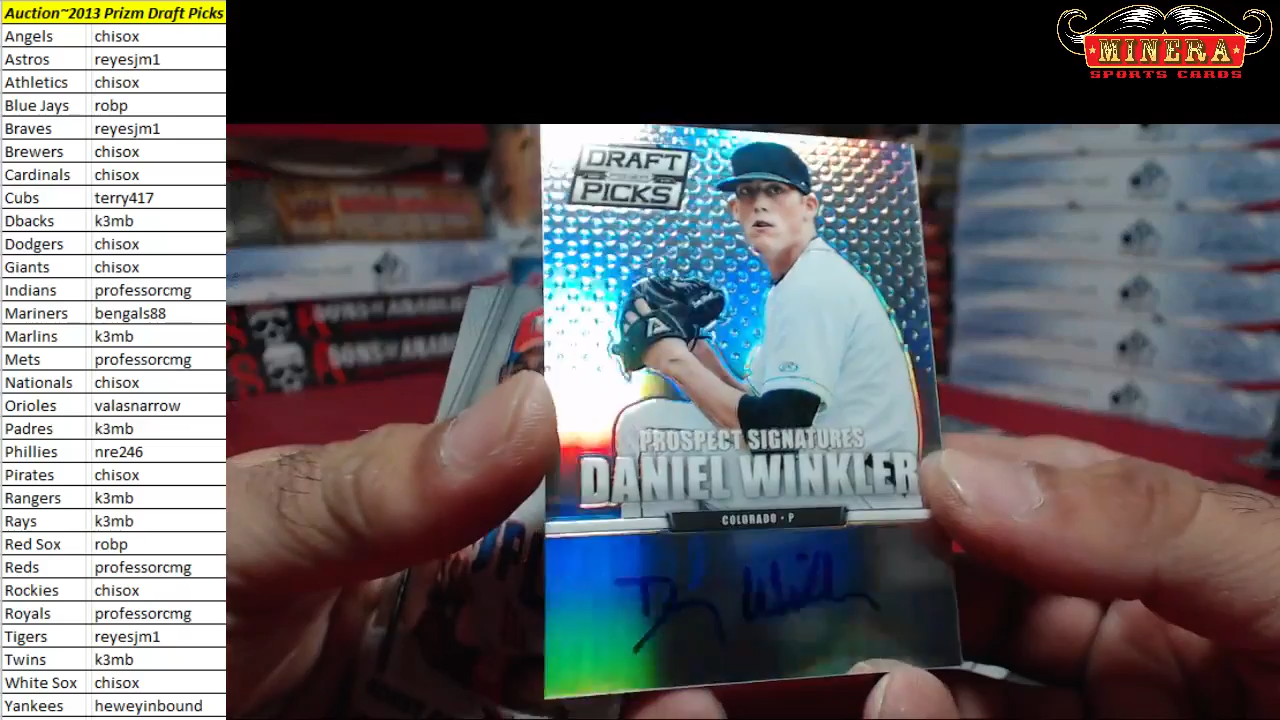 Auction~2013 Prizm Draft Picks
Angels chisox
Astros reyesjm1
Athletics chisox
Blue Jays robp
Braves reyesjm1
Brewers chisox
Cardinals chisox
Cubs terry417
Dbacks k3mb
Dodgers chisox
Giants chisox
Indians professorcmg
Mariners bengals88
Marlins k3mb
Mets professorcmg
Nationals chisox
Orioles valasnarrow
Padres k3mb
Phillies nre246
Pirates chisox
Rangers k3mb
Rays k3mb
Red Sox robp
Reds professorcmg
Rockies chisox
Royals professorcmg
Tigers reyesjm1
Twins k3mb
White Sox chisox
Yankees heweyinbound
MINERA
SPORTS CARDS
DRAFT
PICKS
PROSPECT SIGNATURES
DANIEL WINKLER
COLORADO · P